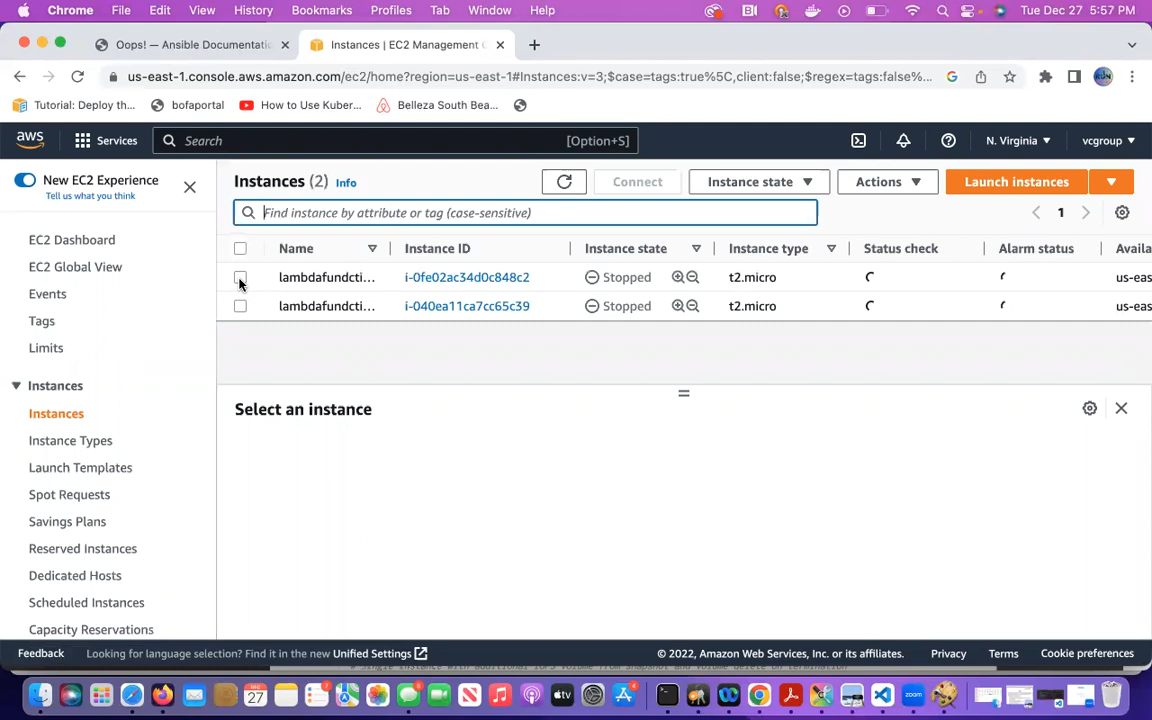 Chrome File Edit View History Bookmarks Profiles Tab Window Help Tue Dec 27 5:57 PM
Oops! — Ansible Documentati Instances | EC2 Management C
us-east-1.console.aws.amazon.com/ec2/home?region=us-east-1#Instances:v=3;$case=tags:true%5C,client:false;$regex=tags:false%...
Tutorial: Deploy th... bofaportal How to Use Kuber... Belleza South Bea...
aws Services Search [Option+S] N. Virginia vcgroup
New EC2 Experience
Tell us what you think
EC2 Dashboard
EC2 Global View
Events
Tags
Limits
Instances
Instances
Instance Types
Launch Templates
Spot Requests
Savings Plans
Reserved Instances
Dedicated Hosts
Scheduled Instances
Capacity Reservations
Instances (2) Info Connect Instance state Actions Launch instances
Find instance by attribute or tag (case-sensitive) 1
Name Instance ID Instance state Instance type Status check Alarm status Availa
lambdafundcti... i-0fe02ac34d0c848c2 Stopped t2.micro us-eas
lambdafundcti... i-040ea11ca7cc65c39 Stopped t2.micro us-eas
Select an instance
Feedback Looking for language selection? Find it in the new Unified Settings © 2022, Amazon Web Services, Inc. or its affiliates. Privacy Terms Cookie preferences
DEC
27
tv
zoom